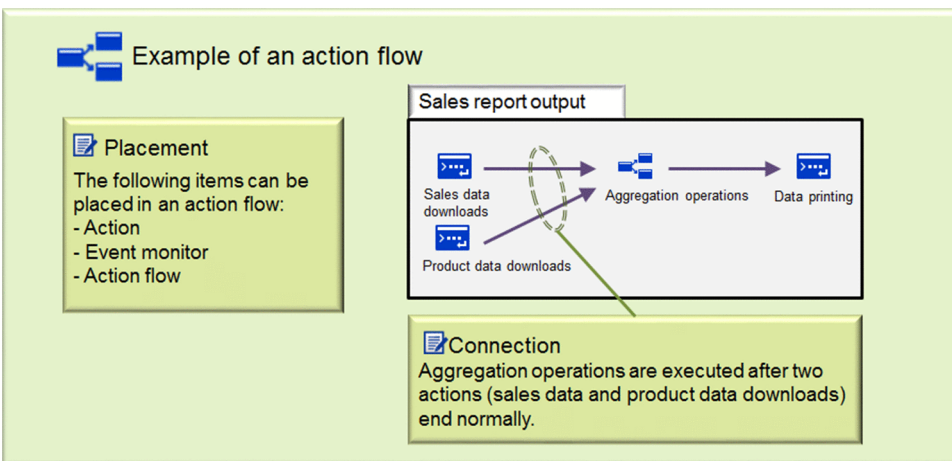 Example of an action flow
Placement
The following items can be
placed in an action flow:
- Action
- Event monitor
- Action flow
Sales report output
Sales data
downloads
Aggregation operations
Data printing
Product data downloads
Connection
Aggregation operations are executed after two
actions (sales data and product data downloads)
end normally.